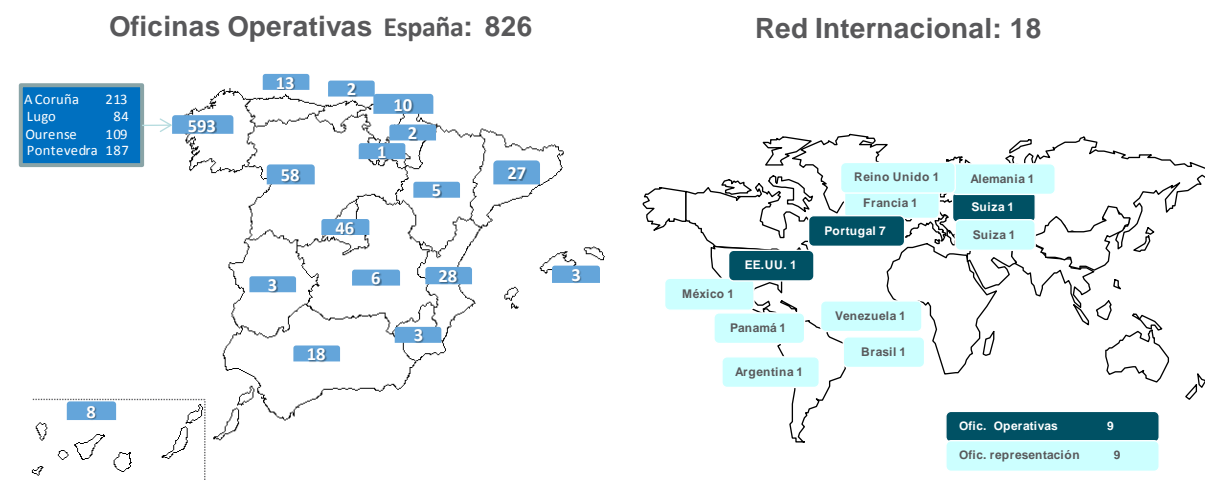 Oficinas Operativas España: 826
Red Internacional: 18
A Coruña 213
Lugo 84
Ourense 109
Pontevedra 187
593
13
2
10
2
1
58
5
27
46
3
6
28
3
3
18
8
Reino Unido 1
Alemania 1
Francia 1
Suiza 1
Portugal 7
Suiza 1
EE.UU. 1
México 1
Venezuela 1
Panamá 1
Brasil 1
Argentina 1
Ofic. Operativas 9
Ofic. representación 9